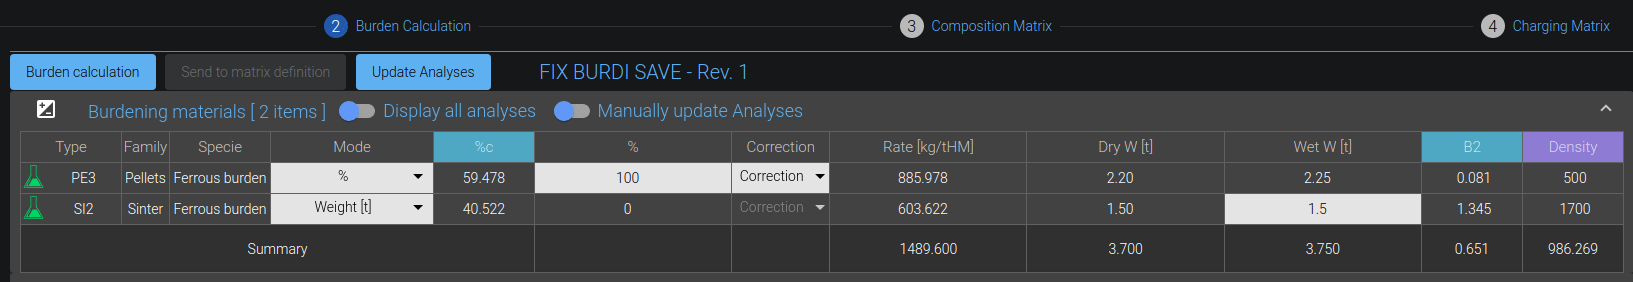 2 Burden Calculation 3 Composition Matrix 4 Charging Matrix
Burden calculation Send to matrix definition Update Analyses FIX BURDI SAVE - Rev. 1
Burdening materials [ 2 items ] Display all analyses Manually update Analyses
Type Family Specie Mode %c % Correction Rate [kg/tHM] Dry W [t] Wet W [t] B2 Density
PE3 Pellets Ferrous burden % 59.478 100 Correction 885.978 2.20 2.25 0.081 500
SI2 Sinter Ferrous burden Weight [t] 40.522 0 Correction 603.622 1.50 1.5 1.345 1700
Summary 1489.600 3.700 3.750 0.651 986.269